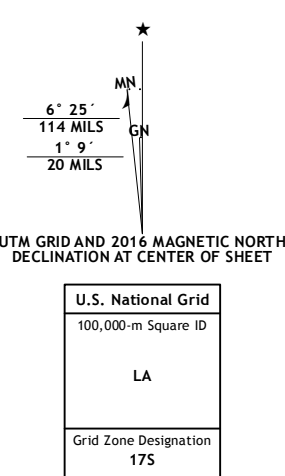 ★
MN
6° 25´
114 MILS
GN
1° 9´
20 MILS
UTM GRID AND 2016 MAGNETIC NORTH
DECLINATION AT CENTER OF SHEET
U.S. National Grid
100,000-m Square ID
LA
Grid Zone Designation
17S